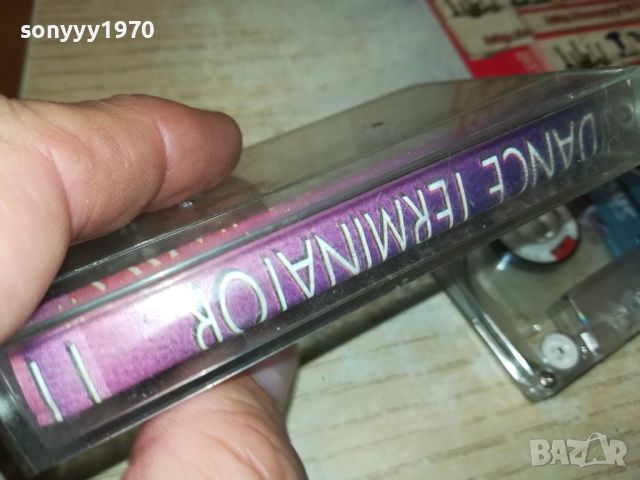 sonyyy1970
DANCE TERMINATOR II
BAZAR